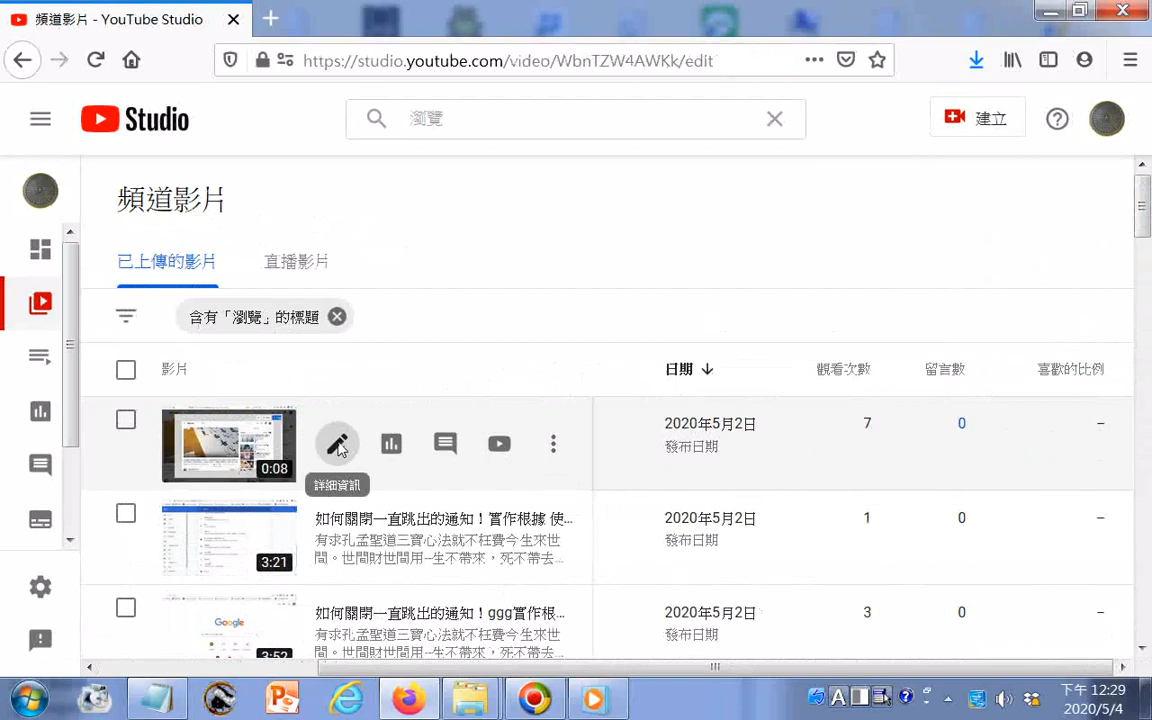 頻道影片 - YouTube Studio
https://studio.youtube.com/video/WbnTZW4AWKk/edit
Studio
瀏覽
建立
頻道影片
已上傳的影片
直播影片
含有「瀏覽」的標題
影片
日期
觀看次數
留言數
喜歡的比例
0:08
詳細資訊
2020年5月2日
發布日期
7
0
–
3:21
如何關閉一直跳出的通知！實作根據 使...
有求孔孟聖道三寶心法就不枉費今生來世
間。世間財世間用─生不帶來，死不帶去...
2020年5月2日
發布日期
1
0
–
Google
3:52
如何關閉一直跳出的通知！ggg實作根...
有求孔孟聖道三寶心法就不枉費今生來世
間。世間財世間用─生不帶來，死不帶去...
2020年5月2日
發布日期
3
0
–
下午 12:29
2020/5/4